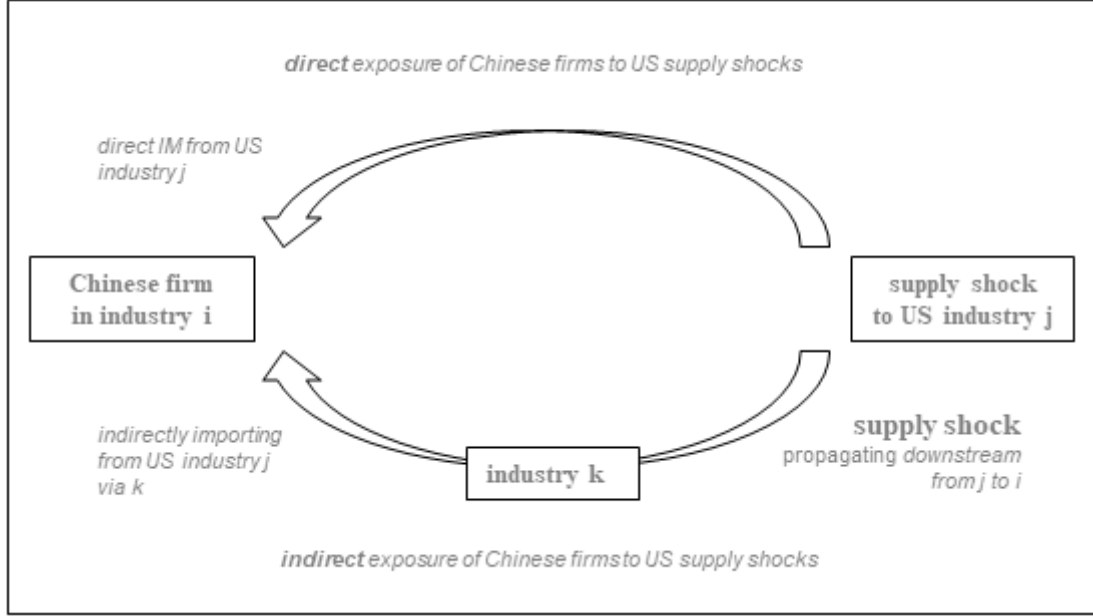 direct exposure of Chinese firms to US supply shocks
direct IM from US
industry j
Chinese firm
in industry i
supply shock
to US industry j
indirectly importing
from US industry j
via k
industry k
supply shock
propagating downstream
from j to i
indirect exposure of Chinese firms to US supply shocks